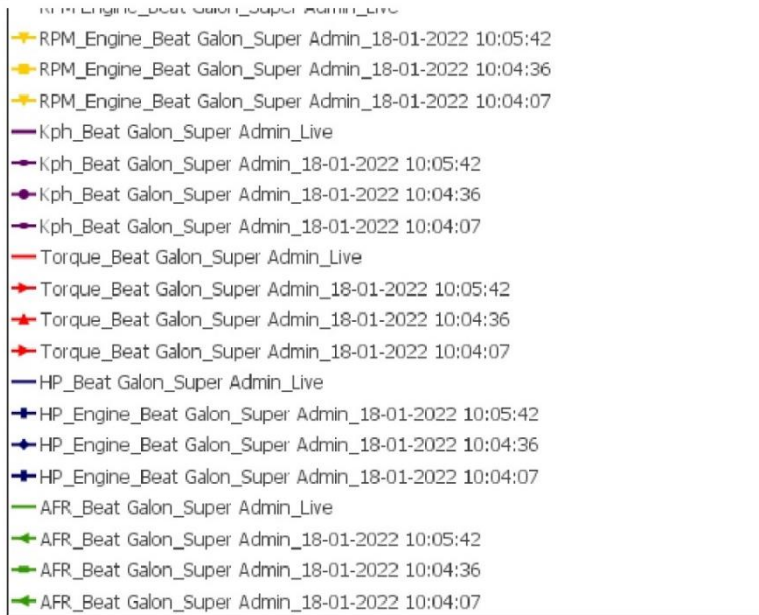 RPM_Engine_Beat Galon_Super Admin_Live
RPM_Engine_Beat Galon_Super Admin_18-01-2022 10:05:42
RPM_Engine_Beat Galon_Super Admin_18-01-2022 10:04:36
RPM_Engine_Beat Galon_Super Admin_18-01-2022 10:04:07
Kph_Beat Galon_Super Admin_Live
Kph_Beat Galon_Super Admin_18-01-2022 10:05:42
Kph_Beat Galon_Super Admin_18-01-2022 10:04:36
Kph_Beat Galon_Super Admin_18-01-2022 10:04:07
Torque_Beat Galon_Super Admin_Live
Torque_Beat Galon_Super Admin_18-01-2022 10:05:42
Torque_Beat Galon_Super Admin_18-01-2022 10:04:36
Torque_Beat Galon_Super Admin_18-01-2022 10:04:07
HP_Beat Galon_Super Admin_Live
HP_Engine_Beat Galon_Super Admin_18-01-2022 10:05:42
HP_Engine_Beat Galon_Super Admin_18-01-2022 10:04:36
HP_Engine_Beat Galon_Super Admin_18-01-2022 10:04:07
AFR_Beat Galon_Super Admin_Live
AFR_Beat Galon_Super Admin_18-01-2022 10:05:42
AFR_Beat Galon_Super Admin_18-01-2022 10:04:36
AFR_Beat Galon_Super Admin_18-01-2022 10:04:07